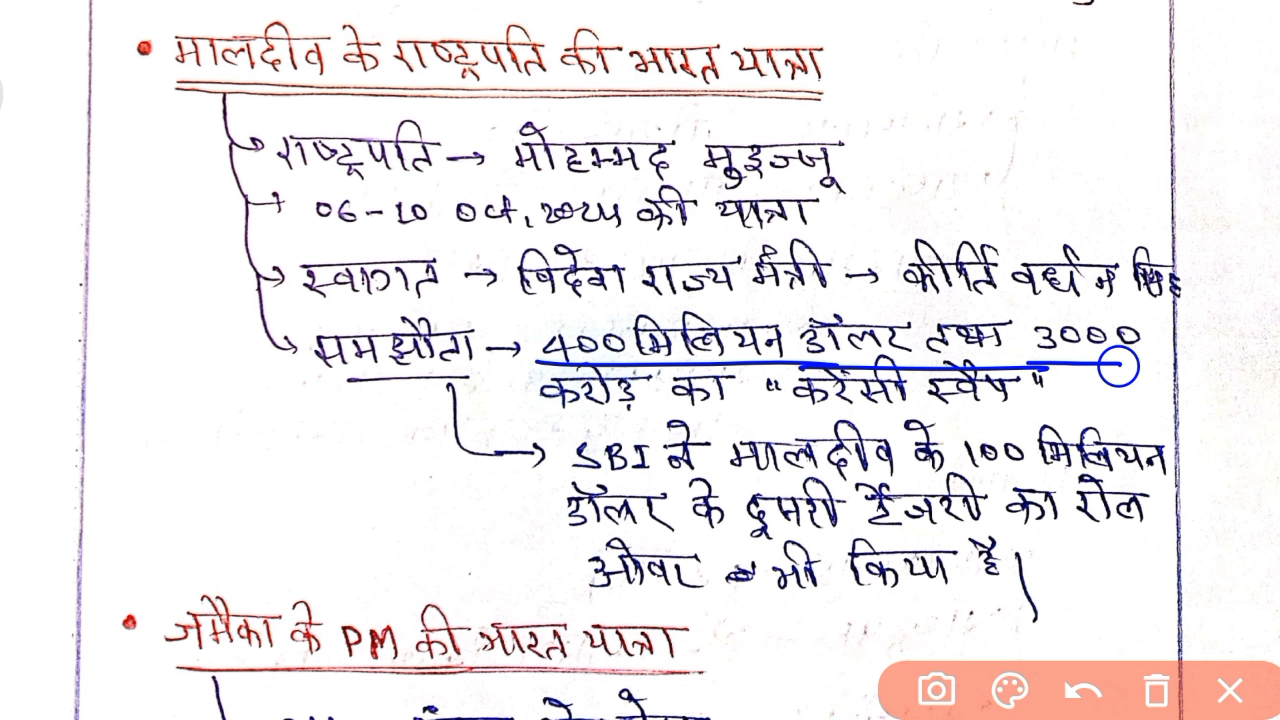 • मालदीव के राष्ट्रपति की भारत यात्रा
राष्ट्रपति → मोहम्मद मुइज्जू
→ 06-10 Oct, 2024 की यात्रा
→ स्वागत → विदेश राज्य मंत्री → कीर्ति वर्धन सिंह
समझौता → 400 मिलियन डॉलर तथा 3000
करोड़ का "करेंसी स्वैप"
→ SBI ने मालदीव के 100 मिलियन
डॉलर के दूसरी ट्रेंजरी का रोल
ओवर भी किया है|
• जमैका के PM की भारत यात्रा